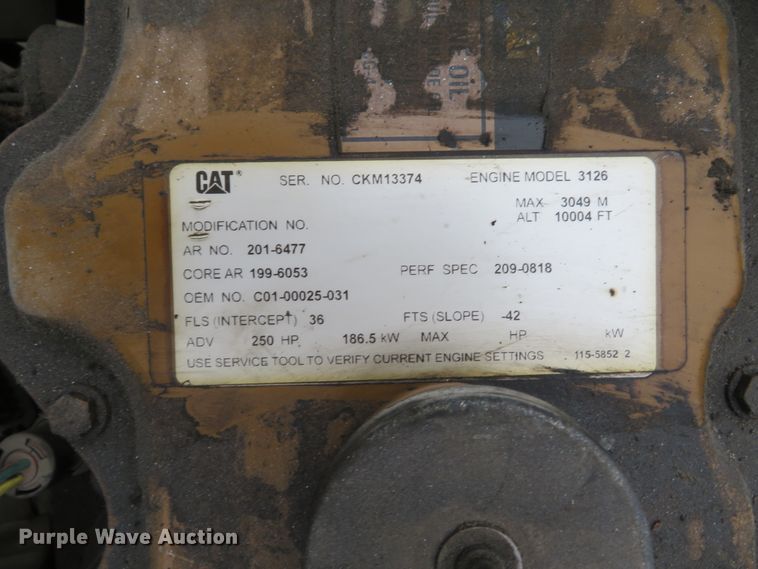 OIL
CAT® SER. NO. CKM13374 ENGINE MODEL 3126
MAX 3049 M
MODIFICATION NO. ALT 10004 FT
AR NO. 201-6477
CORE AR 199-6053 PERF SPEC 209-0818
OEM NO. C01-00025-031
FLS (INTERCEPT) 36 FTS (SLOPE) -42
ADV 250 HP 186.5 kW MAX HP kW
USE SERVICE TOOL TO VERIFY CURRENT ENGINE SETTINGS 115-5852 2
Purple Wave Auction